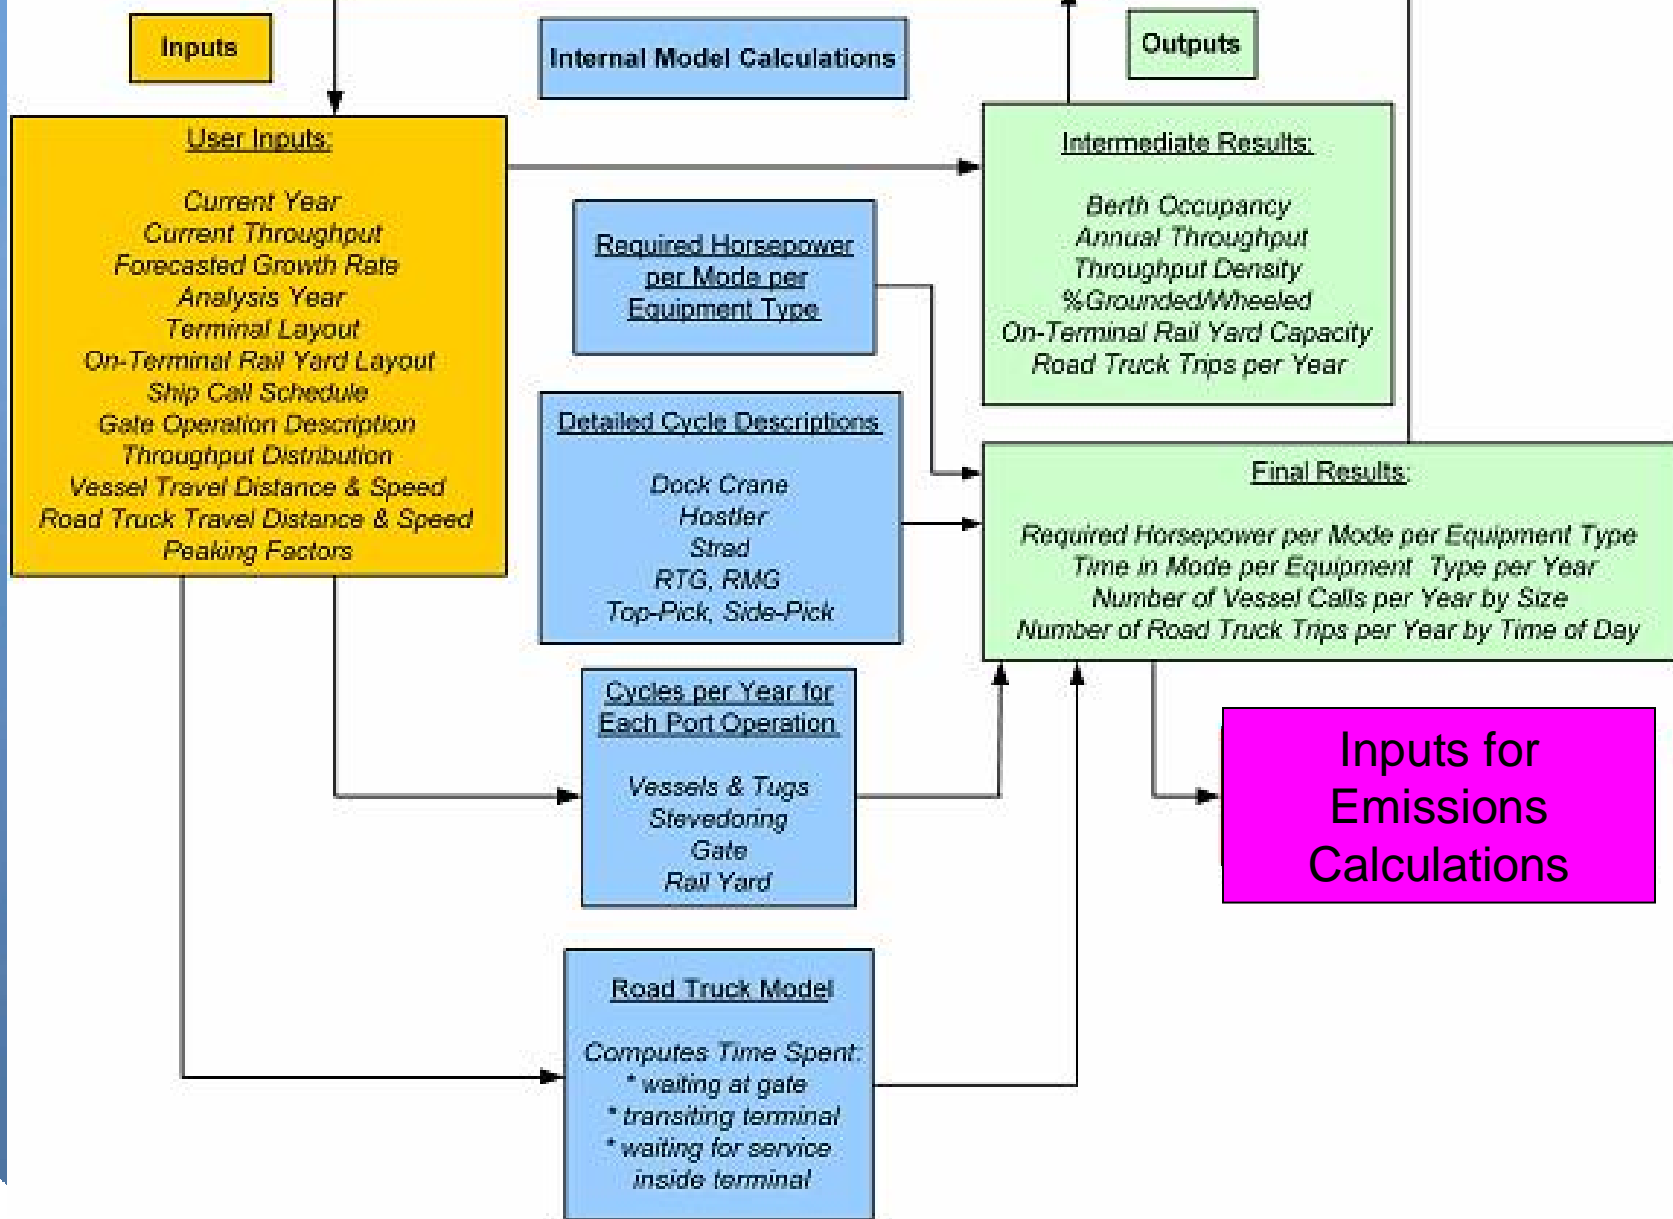 Inputs
Internal Model Calculations
Outputs
User Inputs:
Current Year
Current Throughput
Forecasted Growth Rate
Analysis Year
Terminal Layout
On-Terminal Rail Yard Layout
Ship Call Schedule
Gate Operation Description
Throughput Distribution
Vessel Travel Distance & Speed
Road Truck Travel Distance & Speed
Peaking Factors
Required Horsepower
per Mode per
Equipment Type
Detailed Cycle Descriptions
Dock Crane
Hostler
Strad
RTG, RMG
Top-Pick, Side-Pick
Cycles per Year for
Each Port Operation
Vessels & Tugs
Stevedoring
Gate
Rail Yard
Road Truck Model
Computes Time Spent:
* waiting at gate
* transiting terminal
* waiting for service
inside terminal
Intermediate Results:
Berth Occupancy
Annual Throughput
Throughput Density
%Grounded/Wheeled
On-Terminal Rail Yard Capacity
Road Truck Trips per Year
Final Results:
Required Horsepower per Mode per Equipment Type
Time in Mode per Equipment Type per Year
Number of Vessel Calls per Year by Size
Number of Road Truck Trips per Year by Time of Day
Inputs for
Emissions
Calculations